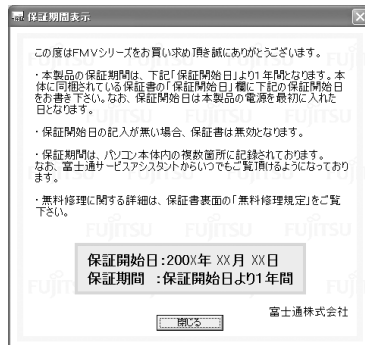 保証期間表示
この度はFMVシリーズをお買い求め頂き誠にありがとうございます。
・本製品の保証期間は、下記「保証開始日」より1年間となります。本
体に同梱されている保証書の「保証開始日」欄に下記の保証開始日
をお書き下さい。なお、保証開始日は本製品の電源を最初に入れた
日となります。
・保証開始日の記入が無い場合、保証書は無効となります。
・保証期間は、パソコン本体内の複数箇所に記録されております。
なお、富士通サービスアシスタントからいつでもご覧頂けるようになっており
ます。
・無料修理に関する詳細は、保証書裏面の「無料修理規定」をご覧
下さい。
保証開始日:200X年 XX月 XX日
保証期間 :保証開始日より1年間
富士通株式会社
閉じる